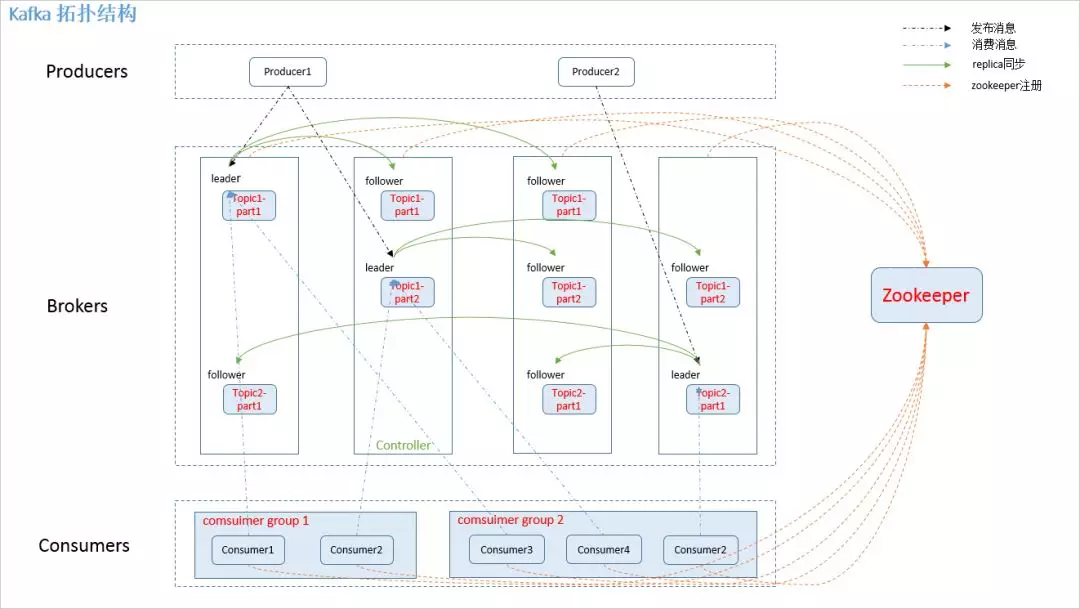 Kafka 拓扑结构
发布消息
消费消息
replica同步
zookeeper注册
Producers
Producer1
Producer2
Brokers
leader
Topic1-
part1
follower
Topic1-
part1
follower
Topic1-
part1
leader
Topic1-
part2
follower
Topic1-
part2
follower
Topic1-
part2
follower
Topic2-
part1
follower
Topic2-
part1
leader
Topic2-
part1
Controller
Zookeeper
Consumers
comsuimer group 1
Consumer1
Consumer2
comsuimer group 2
Consumer3
Consumer4
Consumer2